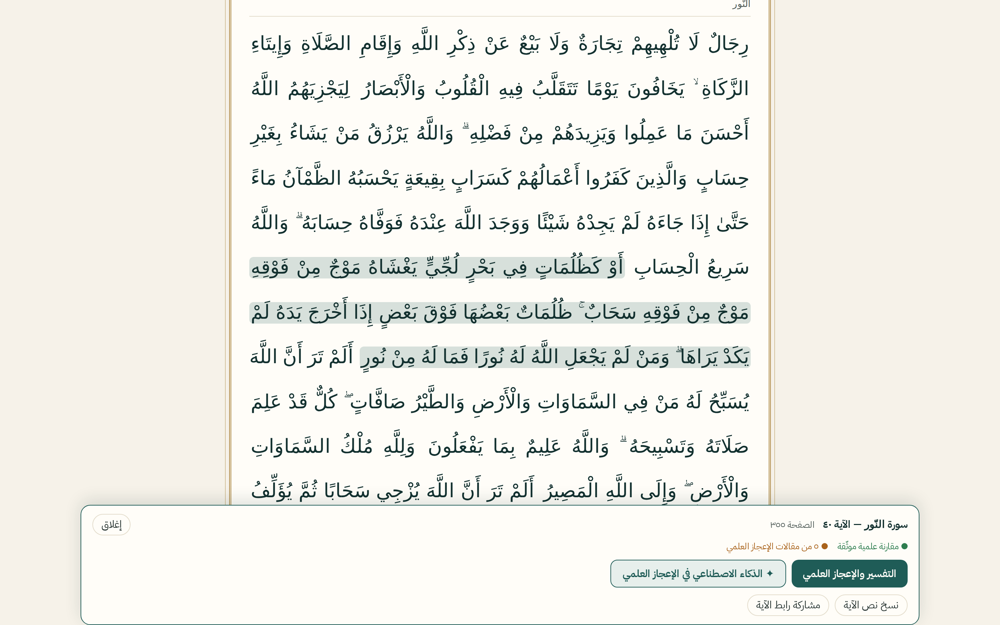 النّور
رِجَالٌ لَا تُلْهِيهِمْ تِجَارَةٌ وَلَا بَيْعٌ عَنْ ذِكْرِ اللَّهِ وَإِقَامِ الصَّلَاةِ وَإِيتَاءِ
الزَّكَاةِ ۙ يَخَافُونَ يَوْمًا تَتَقَلَّبُ فِيهِ الْقُلُوبُ وَالْأَبْصَارُ لِيَجْزِيَهُمُ اللَّهُ
أَحْسَنَ مَا عَمِلُوا وَيَزِيدَهُمْ مِنْ فَضْلِهِ ۗ وَاللَّهُ يَرْزُقُ مَنْ يَشَاءُ بِغَيْرِ
حِسَابٍ وَالَّذِينَ كَفَرُوا أَعْمَالُهُمْ كَسَرَابٍ بِقِيعَةٍ يَحْسَبُهُ الظَّمْآنُ مَاءً
حَتَّىٰ إِذَا جَاءَهُ لَمْ يَجِدْهُ شَيْئًا وَوَجَدَ اللَّهَ عِنْدَهُ فَوَفَّاهُ حِسَابَهُ ۗ وَاللَّهُ
سَرِيعُ الْحِسَابِ أَوْ كَظُلُمَاتٍ فِي بَحْرٍ لُجِّيٍّ يَغْشَاهُ مَوْجٌ مِنْ فَوْقِهِ
مَوْجٌ مِنْ فَوْقِهِ سَحَابٌ ۚ ظُلُمَاتٌ بَعْضُهَا فَوْقَ بَعْضٍ إِذَا أَخْرَجَ يَدَهُ لَمْ
يَكَدْ يَرَاهَا ۗ وَمَنْ لَمْ يَجْعَلِ اللَّهُ لَهُ نُورًا فَمَا لَهُ مِنْ نُورٍ أَلَمْ تَرَ أَنَّ اللَّهَ
يُسَبِّحُ لَهُ مَنْ فِي السَّمَاوَاتِ وَالْأَرْضِ وَالطَّيْرُ صَافَّاتٍ ۖ كُلٌّ قَدْ عَلِمَ
صَلَاتَهُ وَتَسْبِيحَهُ ۗ وَاللَّهُ عَلِيمٌ بِمَا يَفْعَلُونَ وَلِلَّهِ مُلْكُ السَّمَاوَاتِ
وَالْأَرْضِ ۖ وَإِلَى اللَّهِ الْمَصِيرُ أَلَمْ تَرَ أَنَّ اللَّهَ يُزْجِي سَحَابًا ثُمَّ يُؤَلِّفُ
سورة النّور — الآية ٤٠ الصفحة ٣٥٥ إغلاق
مقارنة علمية موثّقة ٥ من مقالات الإعجاز العلمي
التفسير والإعجاز العلمي ✦ الذكاء الاصطناعي في الإعجاز العلمي
نسخ نص الآية مشاركة رابط الآية